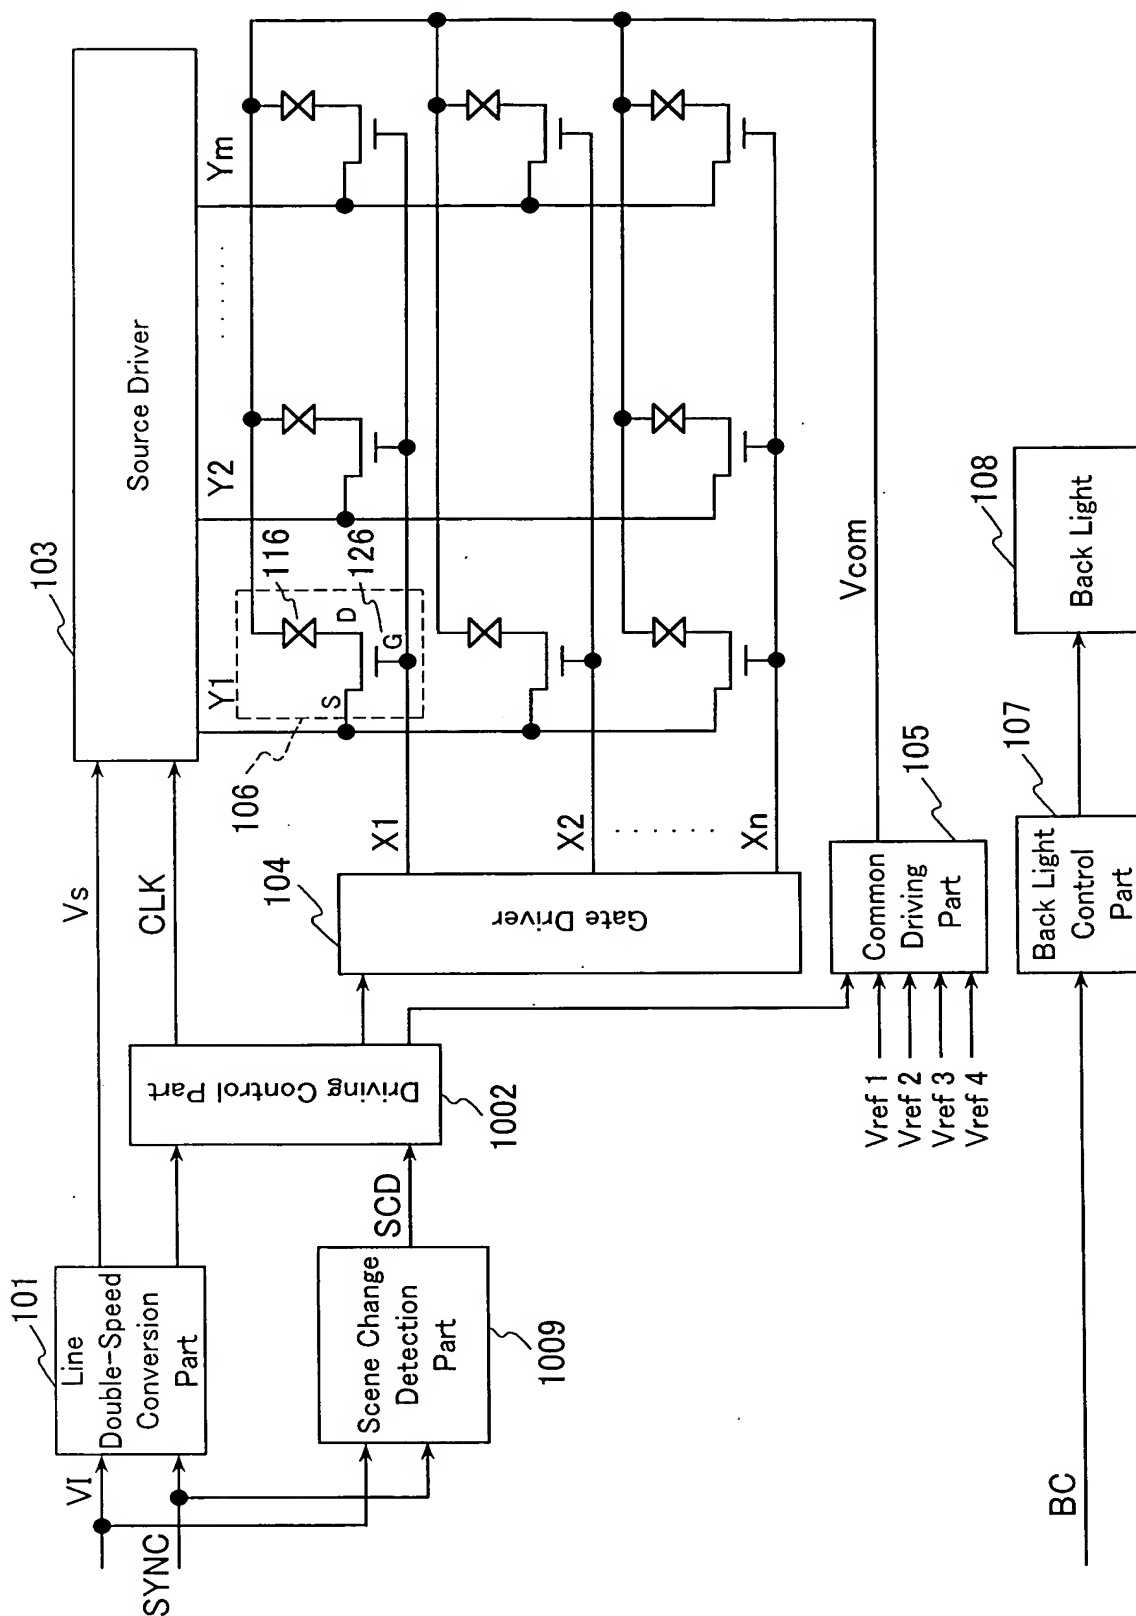 VI
SYNC
101
Line
Double-Speed
Conversion
Part
Scene Change
Detection
Part
1009
SCD
Driving Control Part
1002
Vs
CLK
103
Source Driver
104
Gate Driver
X1
X2
. . . . . .
Xn
Y1
Y2
. . . . . .
Ym
106
116
126
S
D
G
Vref 1
Vref 2
Vref 3
Vref 4
Common
Driving
Part
105
Vcom
BC
Back Light
Control
Part
107
Back Light
108